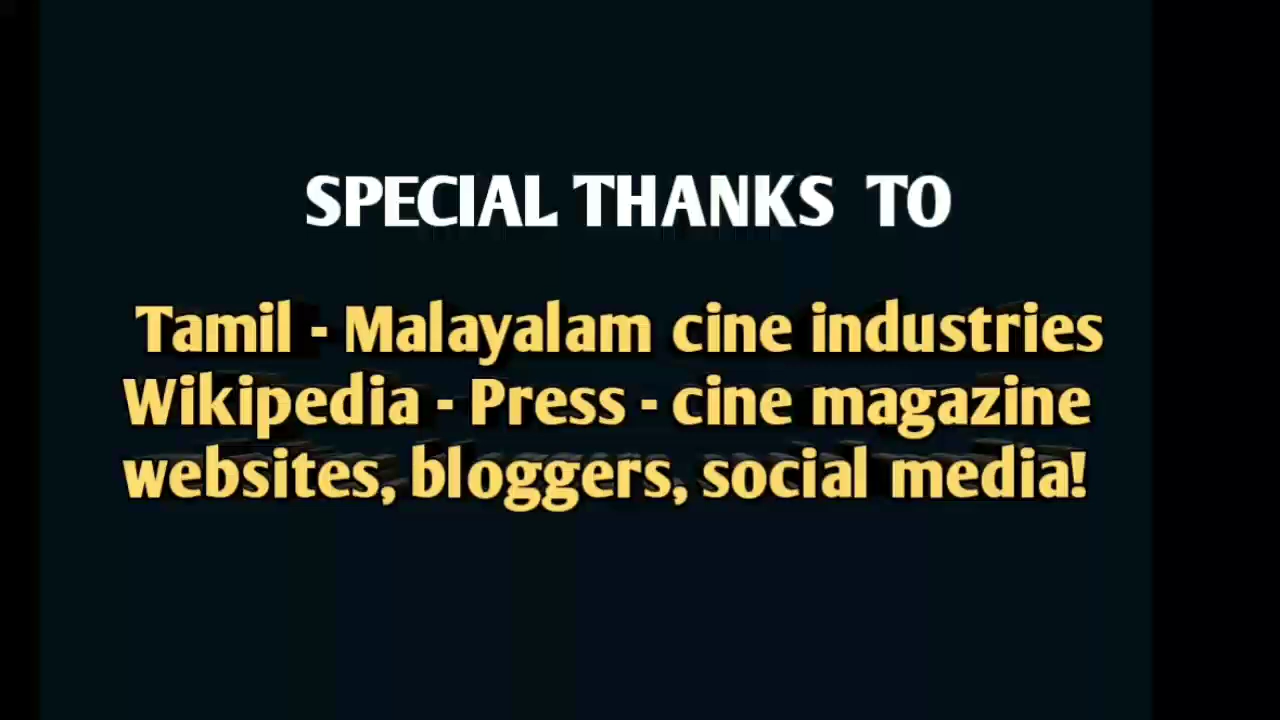 SPECIAL THANKS TO
Tamil - Malayalam cine industries
Wikipedia - Press - cine magazine
websites, bloggers, social media!